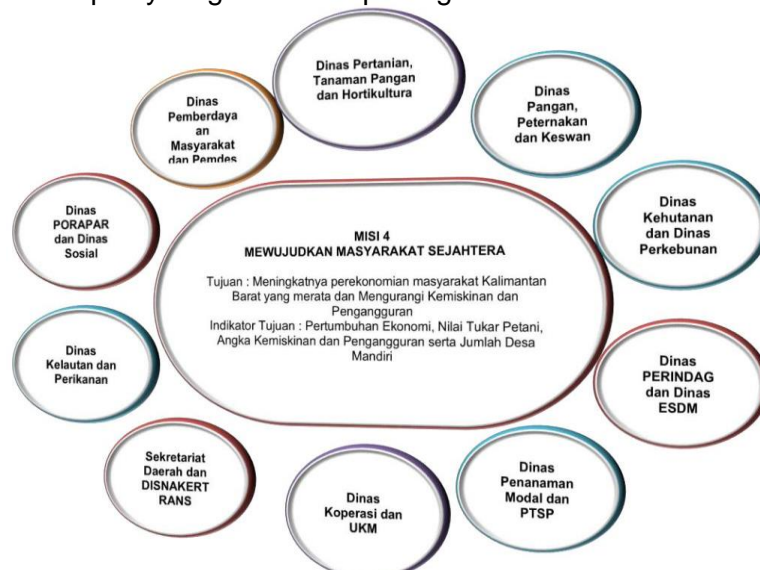 Dinas Pertanian,
Tanaman Pangan
dan Hortikultura
Dinas
Pangan,
Peternakan
dan Keswan
Dinas
Kehutanan
dan Dinas
Perkebunan
Dinas
PERINDAG
dan Dinas
ESDM
Dinas
Penanaman
Modal dan
PTSP
Dinas
Koperasi dan
UKM
Sekretariat
Daerah dan
DISNAKERT
RANS
Dinas
Kelautan dan
Perikanan
Dinas
PORAPAR
dan Dinas
Sosial
Dinas
Pemberdaya
an
Masyarakat
dan Pemdes
MISI 4
MEWUJUDKAN MASYARAKAT SEJAHTERA
Tujuan : Meningkatnya perekonomian masyarakat Kalimantan
Barat yang merata dan Mengurangi Kemiskinan dan
Pengangguran
Indikator Tujuan : Pertumbuhan Ekonomi, Nilai Tukar Petani,
Angka Kemiskinan dan Pengangguran serta Jumlah Desa
Mandiri